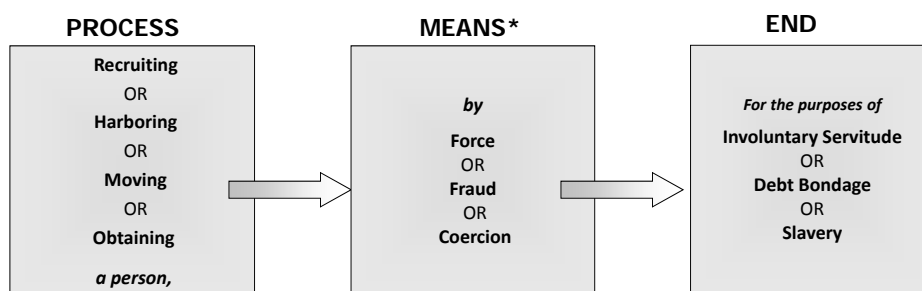 PROCESS
Recruiting
OR
Harboring
OR
Moving
OR
Obtaining
a person,
MEANS*
by
Force
OR
Fraud
OR
Coercion
END
For the purposes of
Involuntary Servitude
OR
Debt Bondage
OR
Slavery